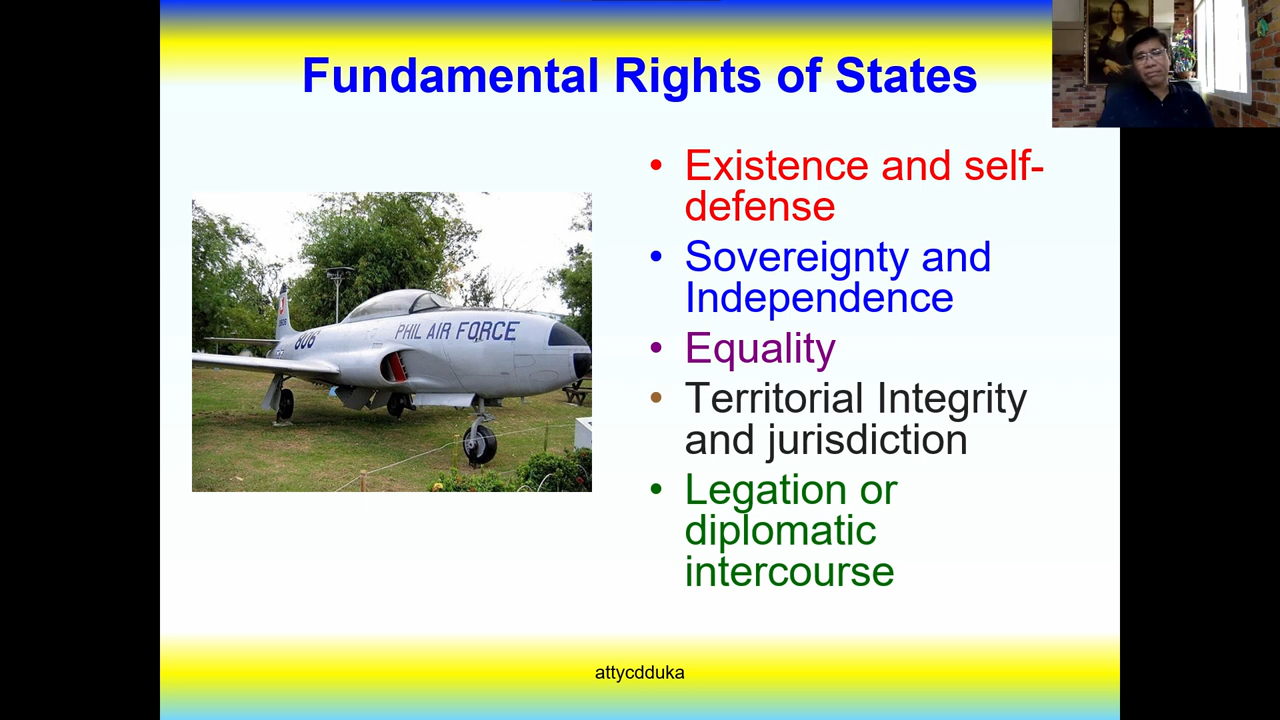 Fundamental Rights of States
• Existence and self-
defense
• Sovereignty and
Independence
• Equality
• Territorial Integrity
and jurisdiction
• Legation or
diplomatic
intercourse
PHIL AIR FORCE
806
attycdduka